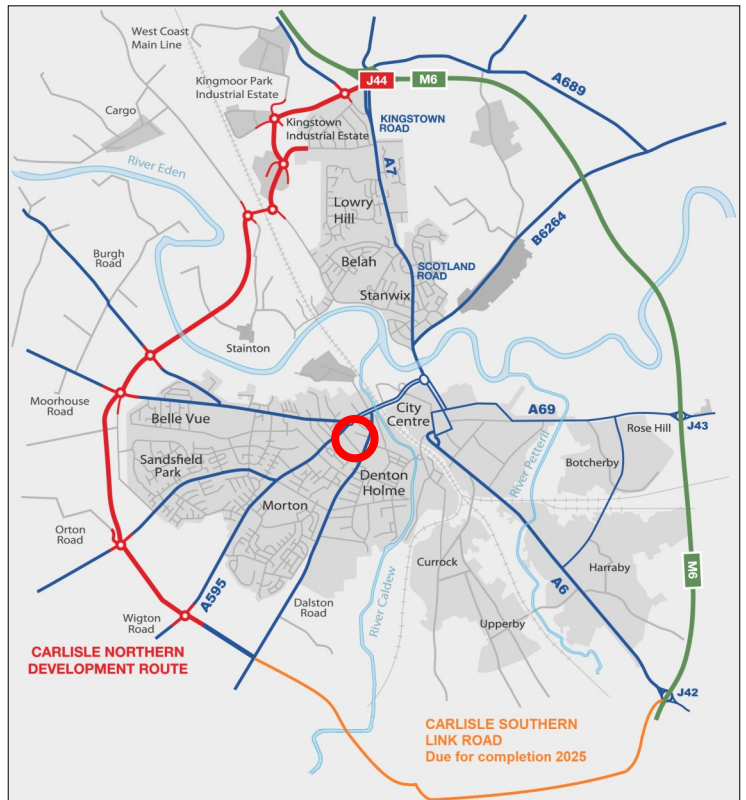 West Coast
Main Line
J44
M6
A689
Kingmoor Park
Industrial Estate
Cargo
Kingstown
Industrial Estate
KINGSTOWN
ROAD
A7
River Eden
Lowry
Hill
B6264
Burgh
Road
Belah
SCOTLAND
ROAD
Stanwix
Stainton
Moorhouse
Road
Belle Vue
City
Centre
A69
Rose Hill
J43
Sandsfield
Park
Denton
Holme
River Petteril
Botcherby
Morton
Orton
Road
Currock
A6
Harraby
M6
A595
Dalston
Road
River Caldew
Wigton
Road
Upperby
CARLISLE NORTHERN
DEVELOPMENT ROUTE
J42
CARLISLE SOUTHERN
LINK ROAD
Due for completion 2025